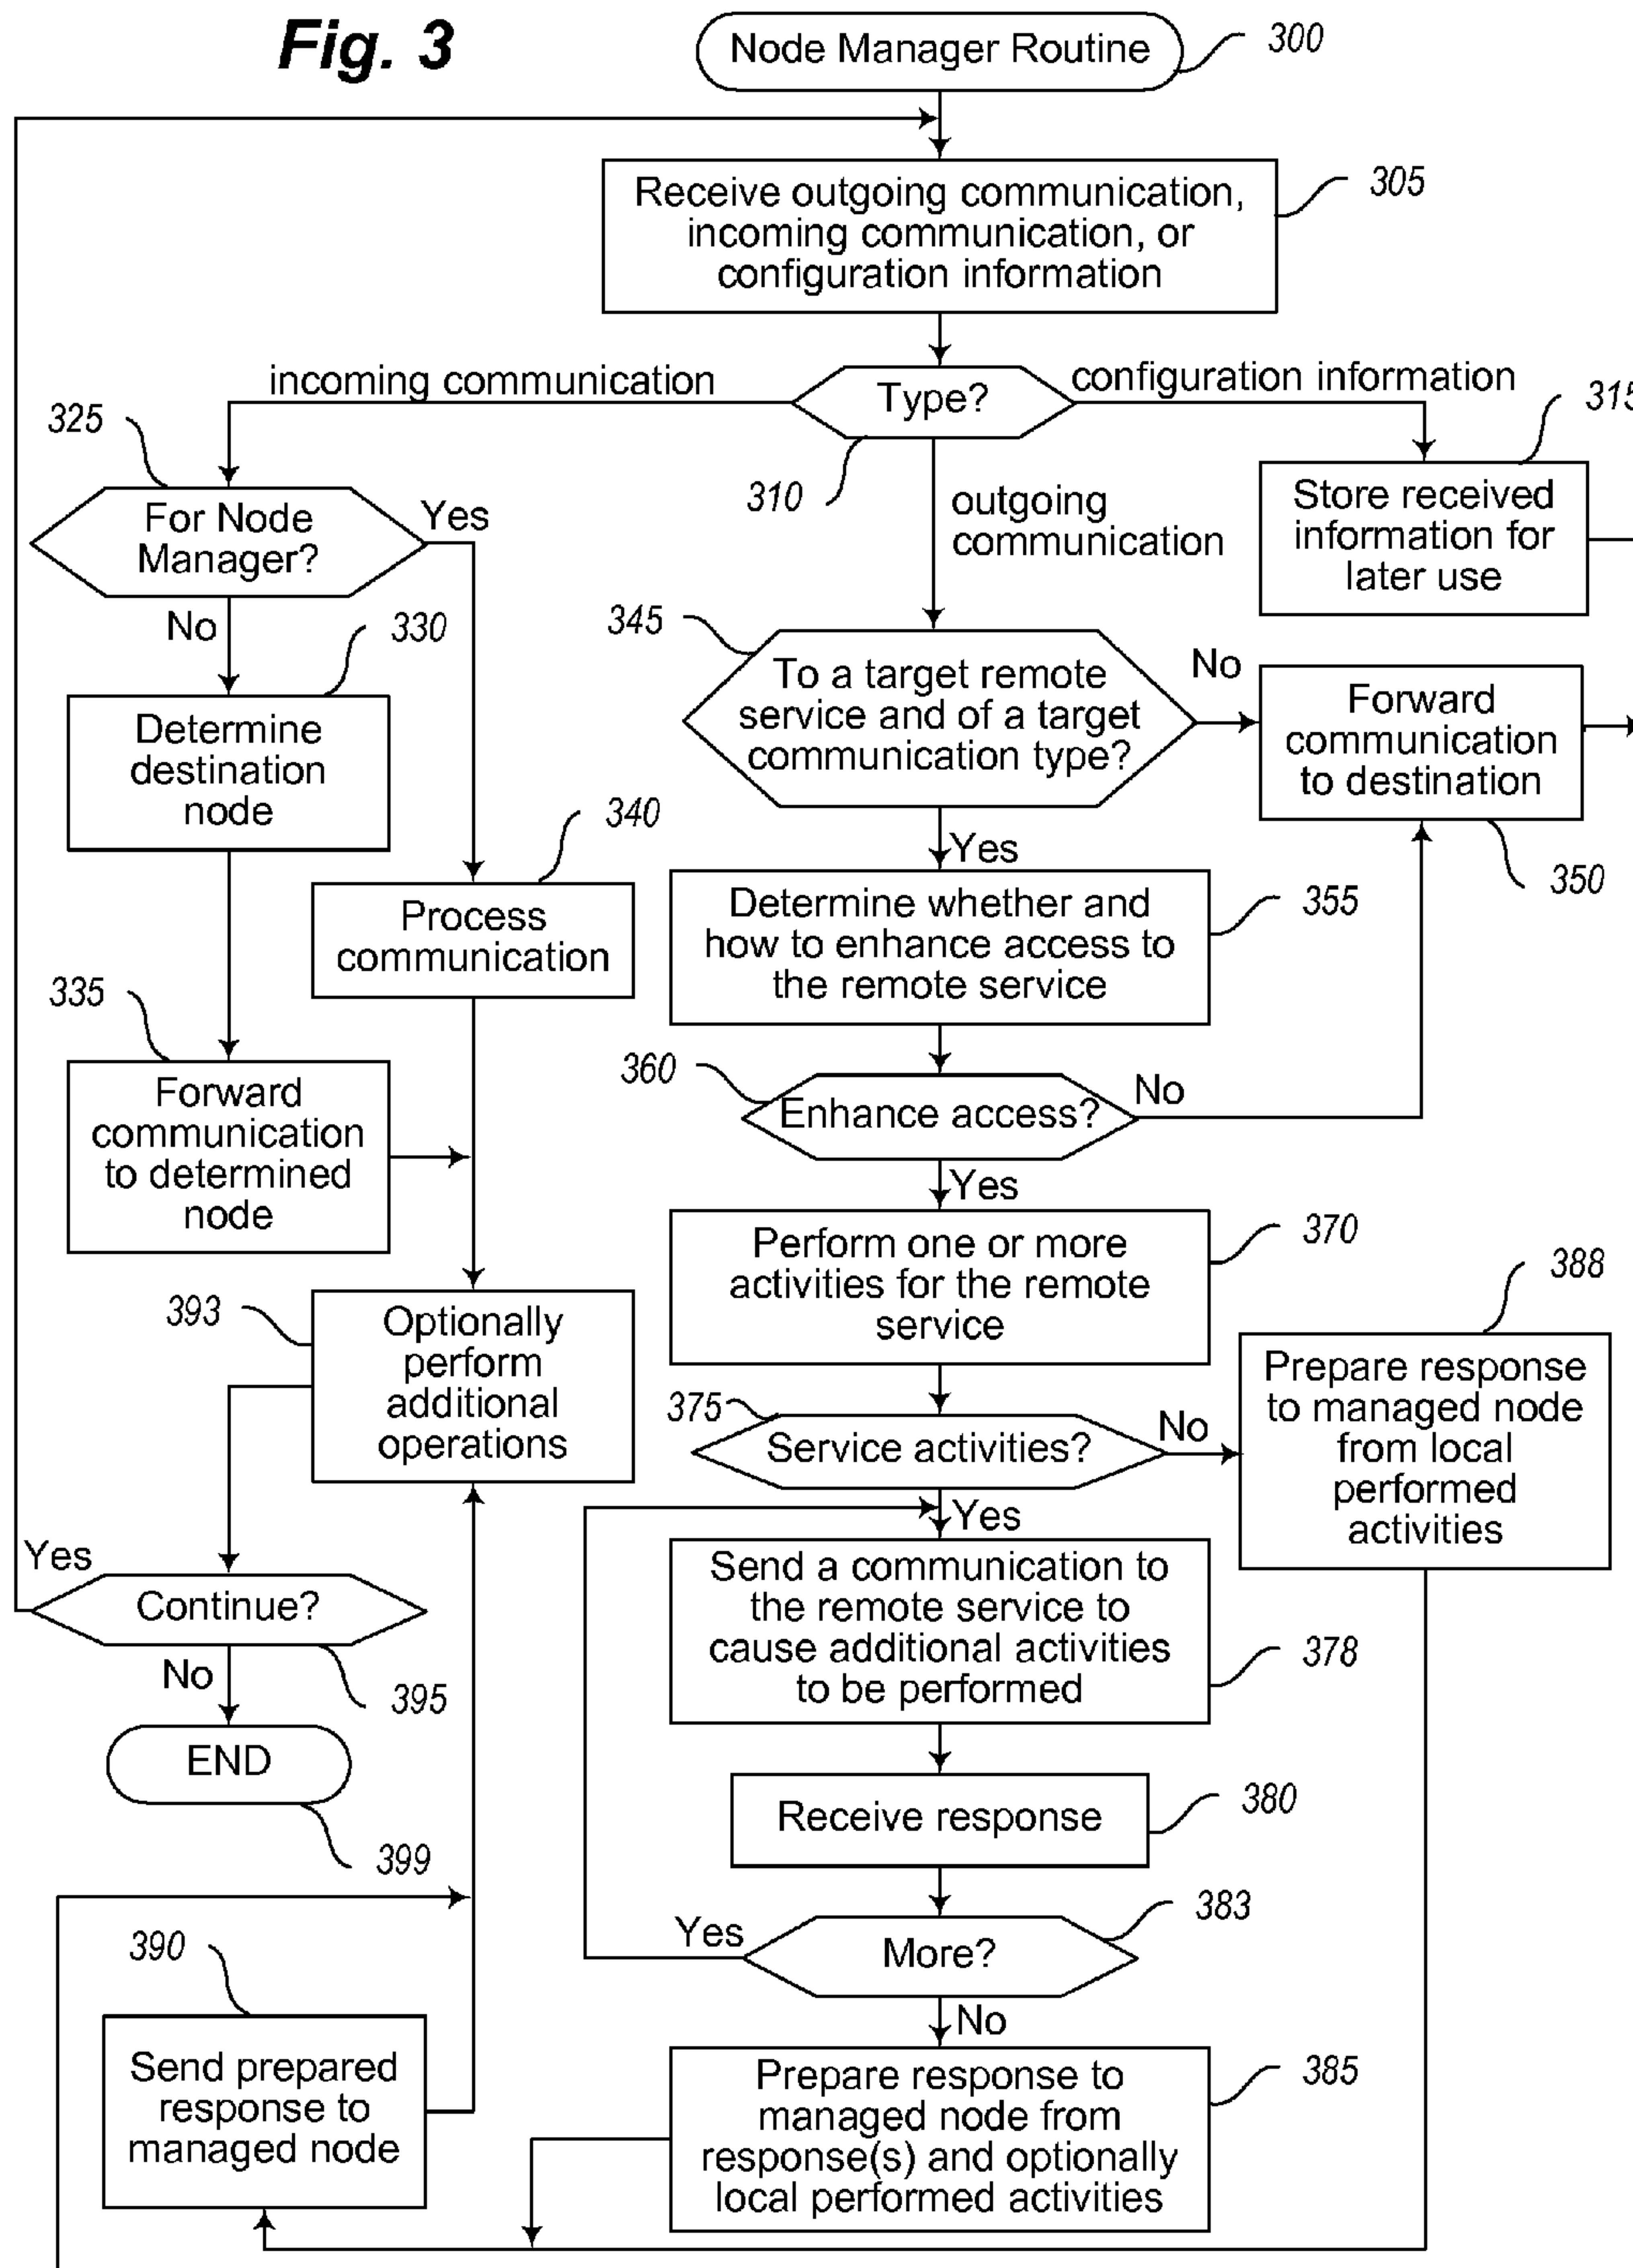 Fig. 3
Node Manager Routine
300
Receive outgoing communication,
incoming communication, or
configuration information
305
incoming communication
Type?
configuration information
310
315
325
For Node
Manager?
Yes
No
outgoing
communication
Store received
information for
later use
330
Determine
destination
node
345
To a target remote
service and of a target
communication type?
No
Yes
Forward
communication
to destination
350
340
Process
communication
355
Determine whether and
how to enhance access to
the remote service
335
Forward
communication
to determined
node
360
Enhance access?
No
Yes
370
Perform one or more
activities for the remote
service
388
Prepare response
to managed node
from local
performed
activities
393
Optionally
perform
additional
operations
375
Service activities?
No
Yes
Send a communication to
the remote service to
cause additional activities
to be performed
378
Yes
Continue?
No
395
END
399
Receive response
380
383
Yes
More?
No
390
Send prepared
response to
managed node
385
Prepare response to
managed node from
response(s) and optionally
local performed activities